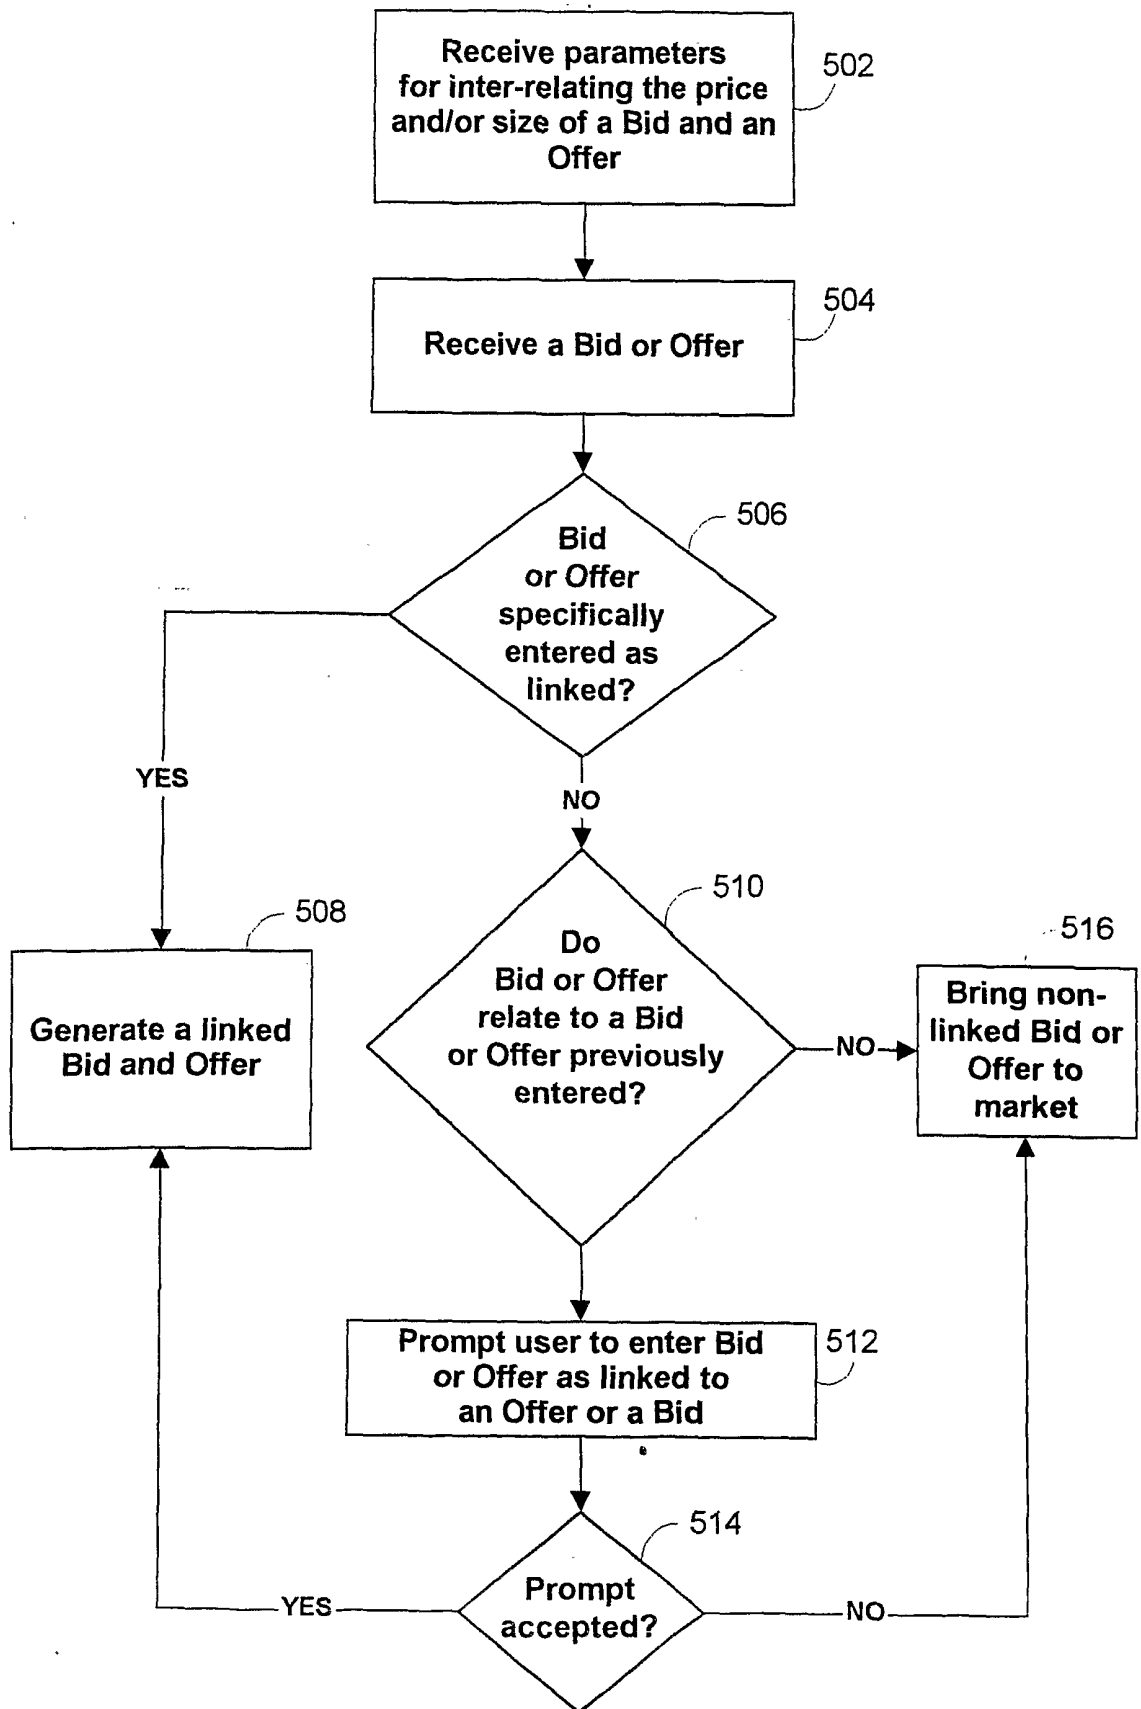 Receive parameters
for inter-relating the price
and/or size of a Bid and an
Offer
502
Receive a Bid or Offer
504
Bid
or Offer
specifically
entered as
linked?
506
YES
NO
Generate a linked
Bid and Offer
508
Do
Bid or Offer
relate to a Bid
or Offer previously
entered?
510
NO
Bring non-
linked Bid or
Offer to
market
516
Prompt user to enter Bid
or Offer as linked to
an Offer or a Bid
512
Prompt
accepted?
514
YES
NO